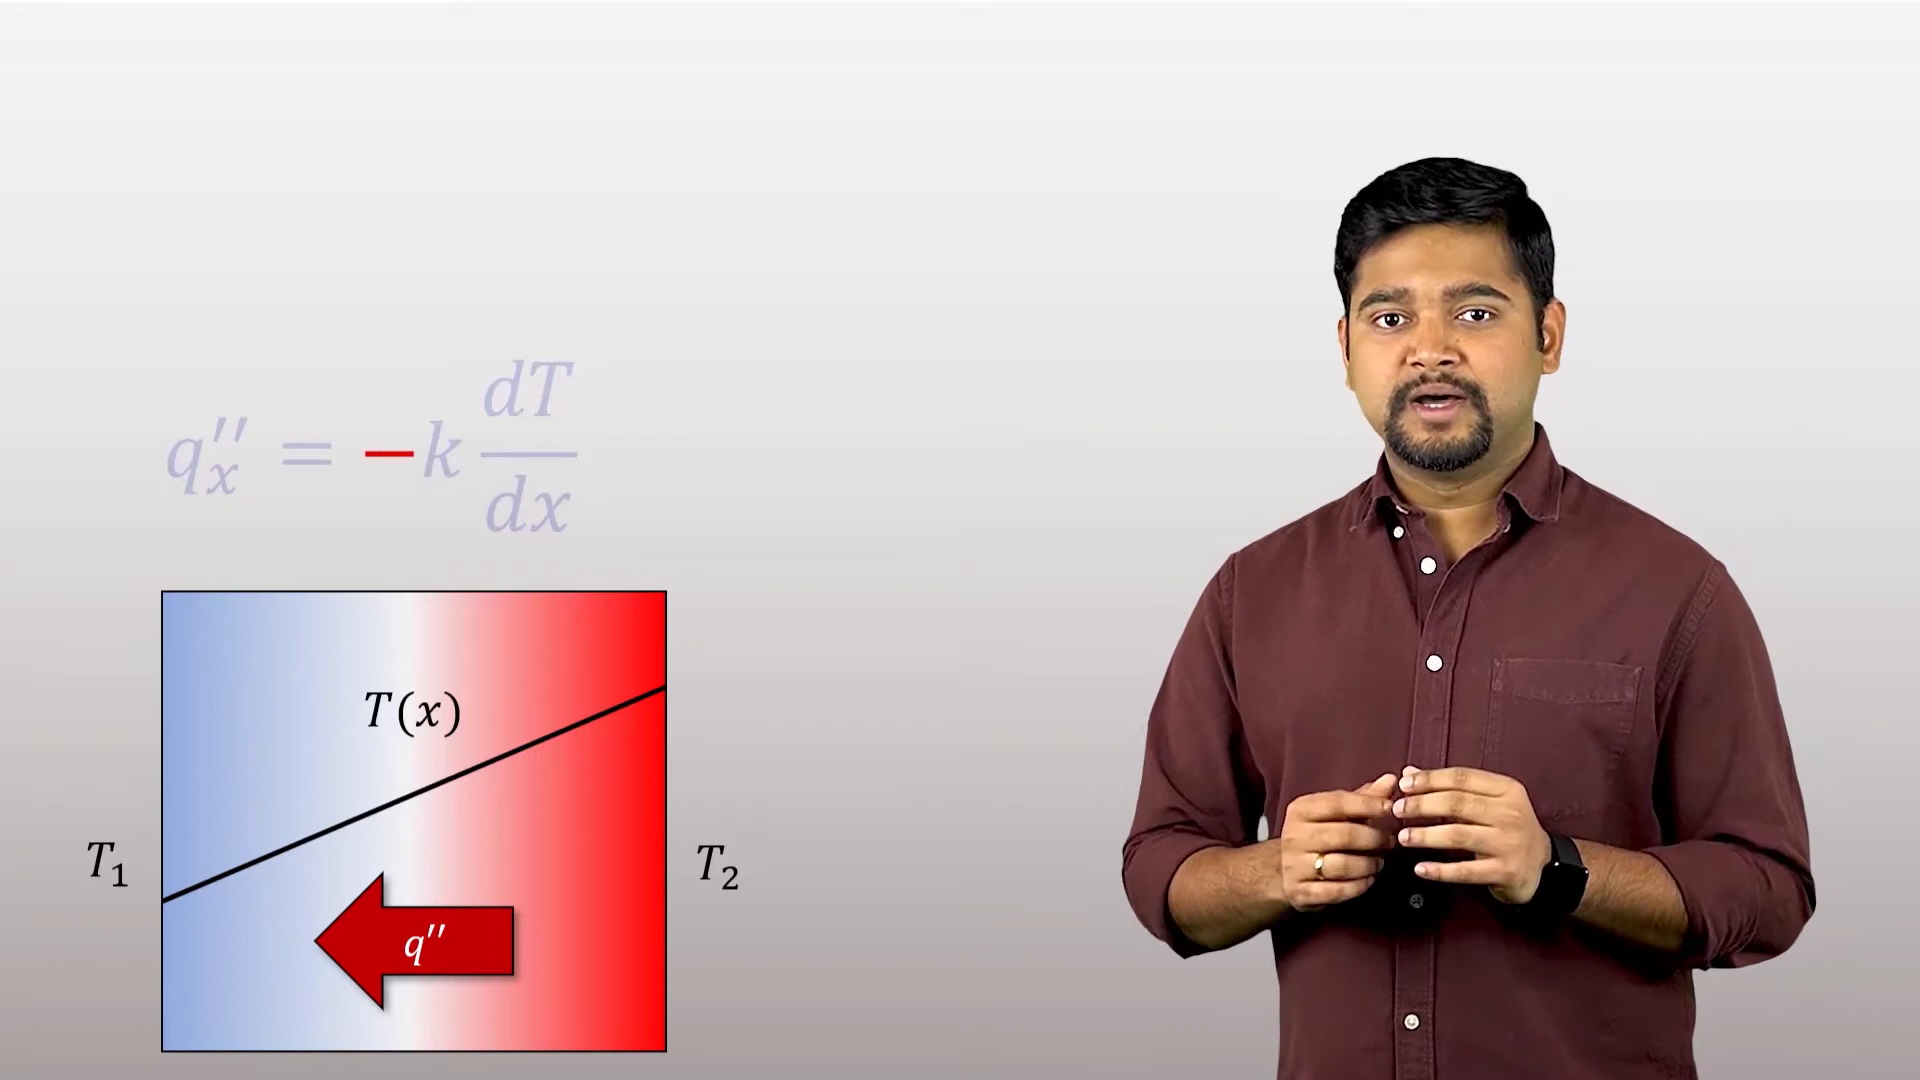 q″ₓ = −k dT/dx
T(x)
T₁
T₂
q″